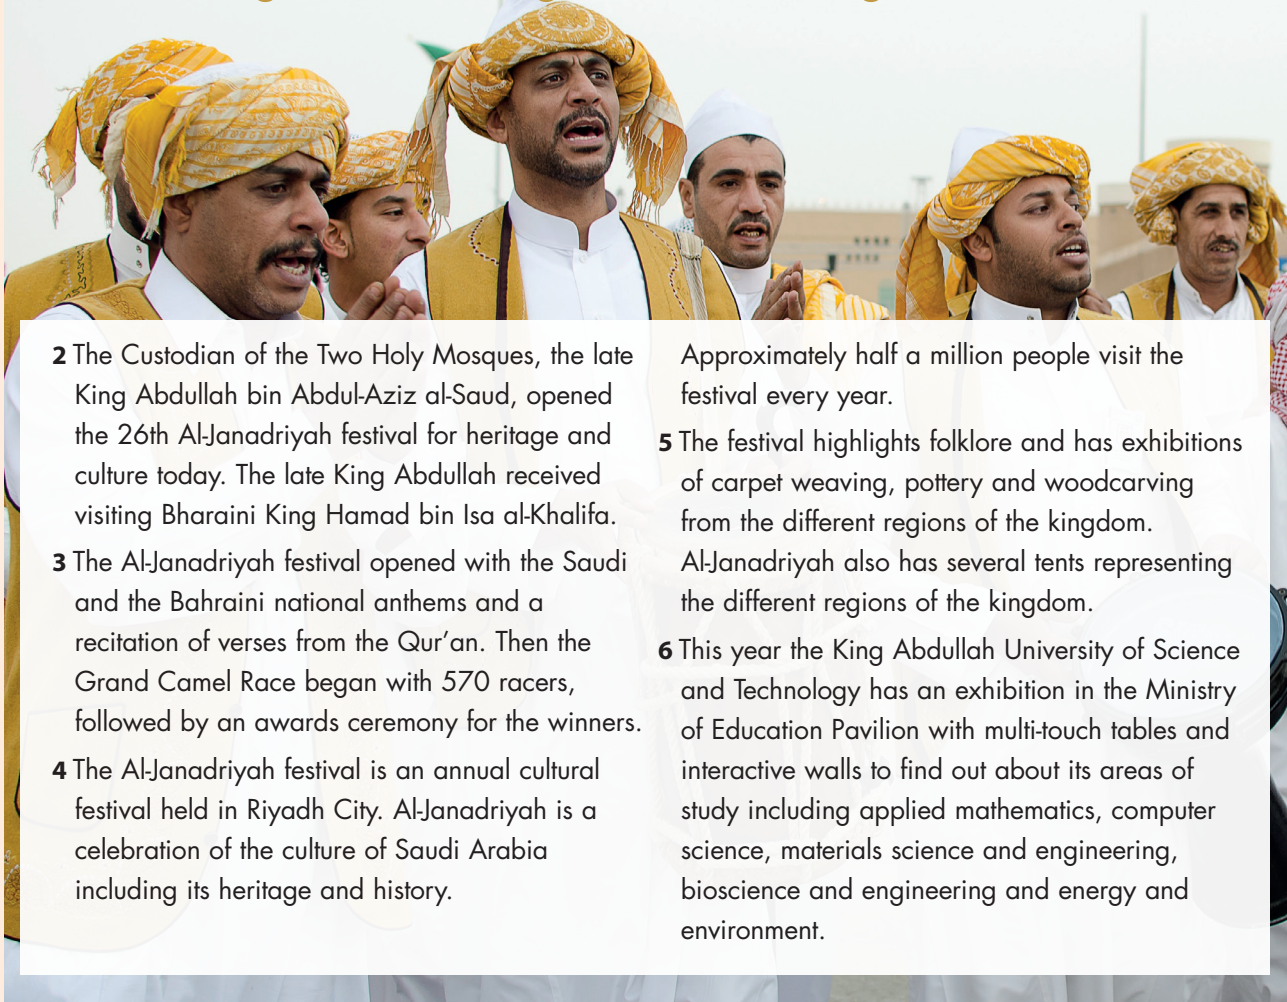 2 The Custodian of the Two Holy Mosques, the late
King Abdullah bin Abdul-Aziz al-Saud, opened
the 26th Al-Janadriyah festival for heritage and
culture today. The late King Abdullah received
visiting Bharaini King Hamad bin Isa al-Khalifa.
3 The Al-Janadriyah festival opened with the Saudi
and the Bahraini national anthems and a
recitation of verses from the Qur’an. Then the
Grand Camel Race began with 570 racers,
followed by an awards ceremony for the winners.
4 The Al-Janadriyah festival is an annual cultural
festival held in Riyadh City. Al-Janadriyah is a
celebration of the culture of Saudi Arabia
including its heritage and history.
Approximately half a million people visit the
festival every year.
5 The festival highlights folklore and has exhibitions
of carpet weaving, pottery and woodcarving
from the different regions of the kingdom.
Al-Janadriyah also has several tents representing
the different regions of the kingdom.
6 This year the King Abdullah University of Science
and Technology has an exhibition in the Ministry
of Education Pavilion with multi-touch tables and
interactive walls to find out about its areas of
study including applied mathematics, computer
science, materials science and engineering,
bioscience and engineering and energy and
environment.